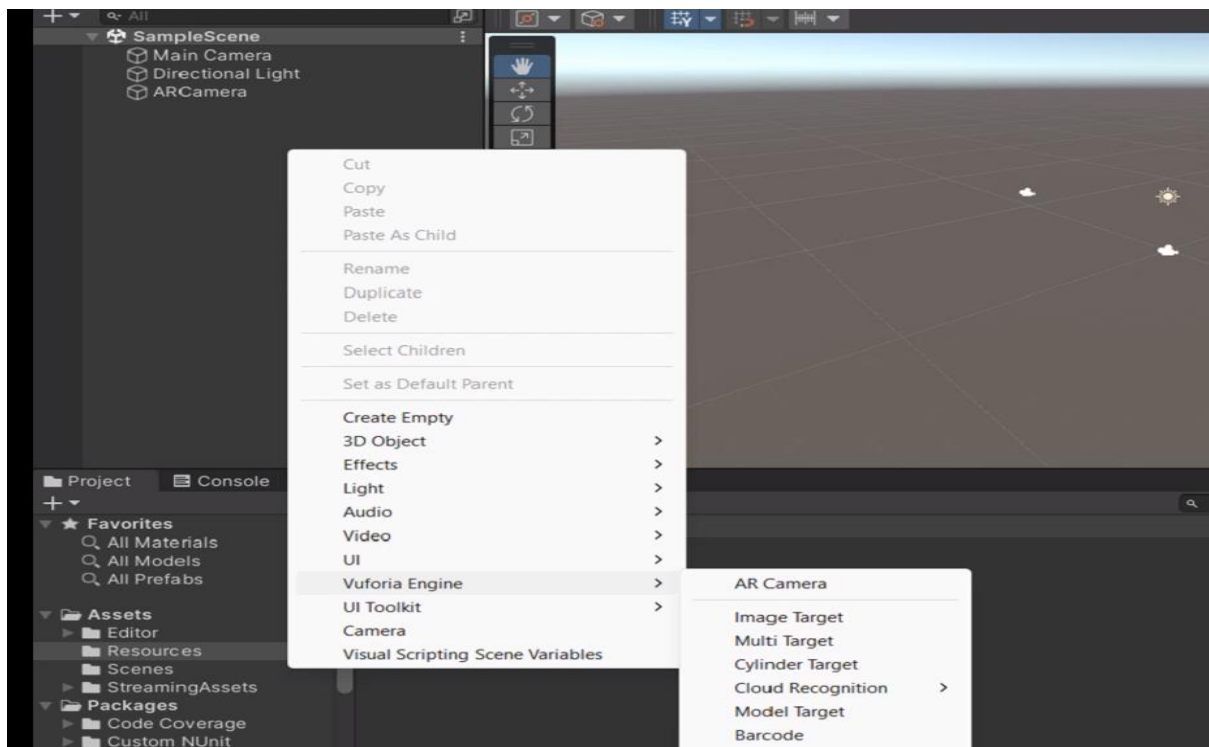 All
SampleScene
Main Camera
Directional Light
ARCamera
Cut
Copy
Paste
Paste As Child
Rename
Duplicate
Delete
Select Children
Set as Default Parent
Create Empty
3D Object
Effects
Light
Audio
Video
UI
Vuforia Engine
UI Toolkit
Camera
Visual Scripting Scene Variables
AR Camera
Image Target
Multi Target
Cylinder Target
Cloud Recognition
Model Target
Barcode
Project Console
Favorites
All Materials
All Models
All Prefabs
Assets
Editor
Resources
Scenes
StreamingAssets
Packages
Code Coverage
Custom NUnit